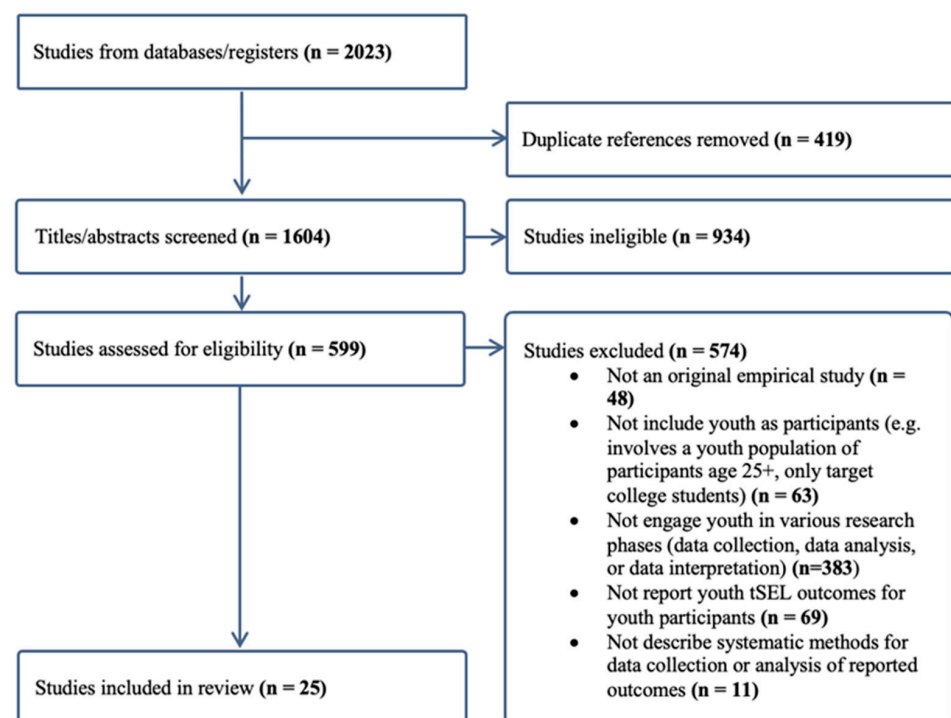 Studies from databases/registers (n = 2023)
Duplicate references removed (n = 419)
Titles/abstracts screened (n = 1604)
Studies ineligible (n = 934)
Studies assessed for eligibility (n = 599)
Studies excluded (n = 574)
• Not an original empirical study (n =
48)
• Not include youth as participants (e.g.
involves a youth population of
participants age 25+, only target
college students) (n = 63)
• Not engage youth in various research
phases (data collection, data analysis,
or data interpretation) (n=383)
• Not report youth tSEL outcomes for
youth participants (n = 69)
• Not describe systematic methods for
data collection or analysis of reported
outcomes (n = 11)
Studies included in review (n = 25)